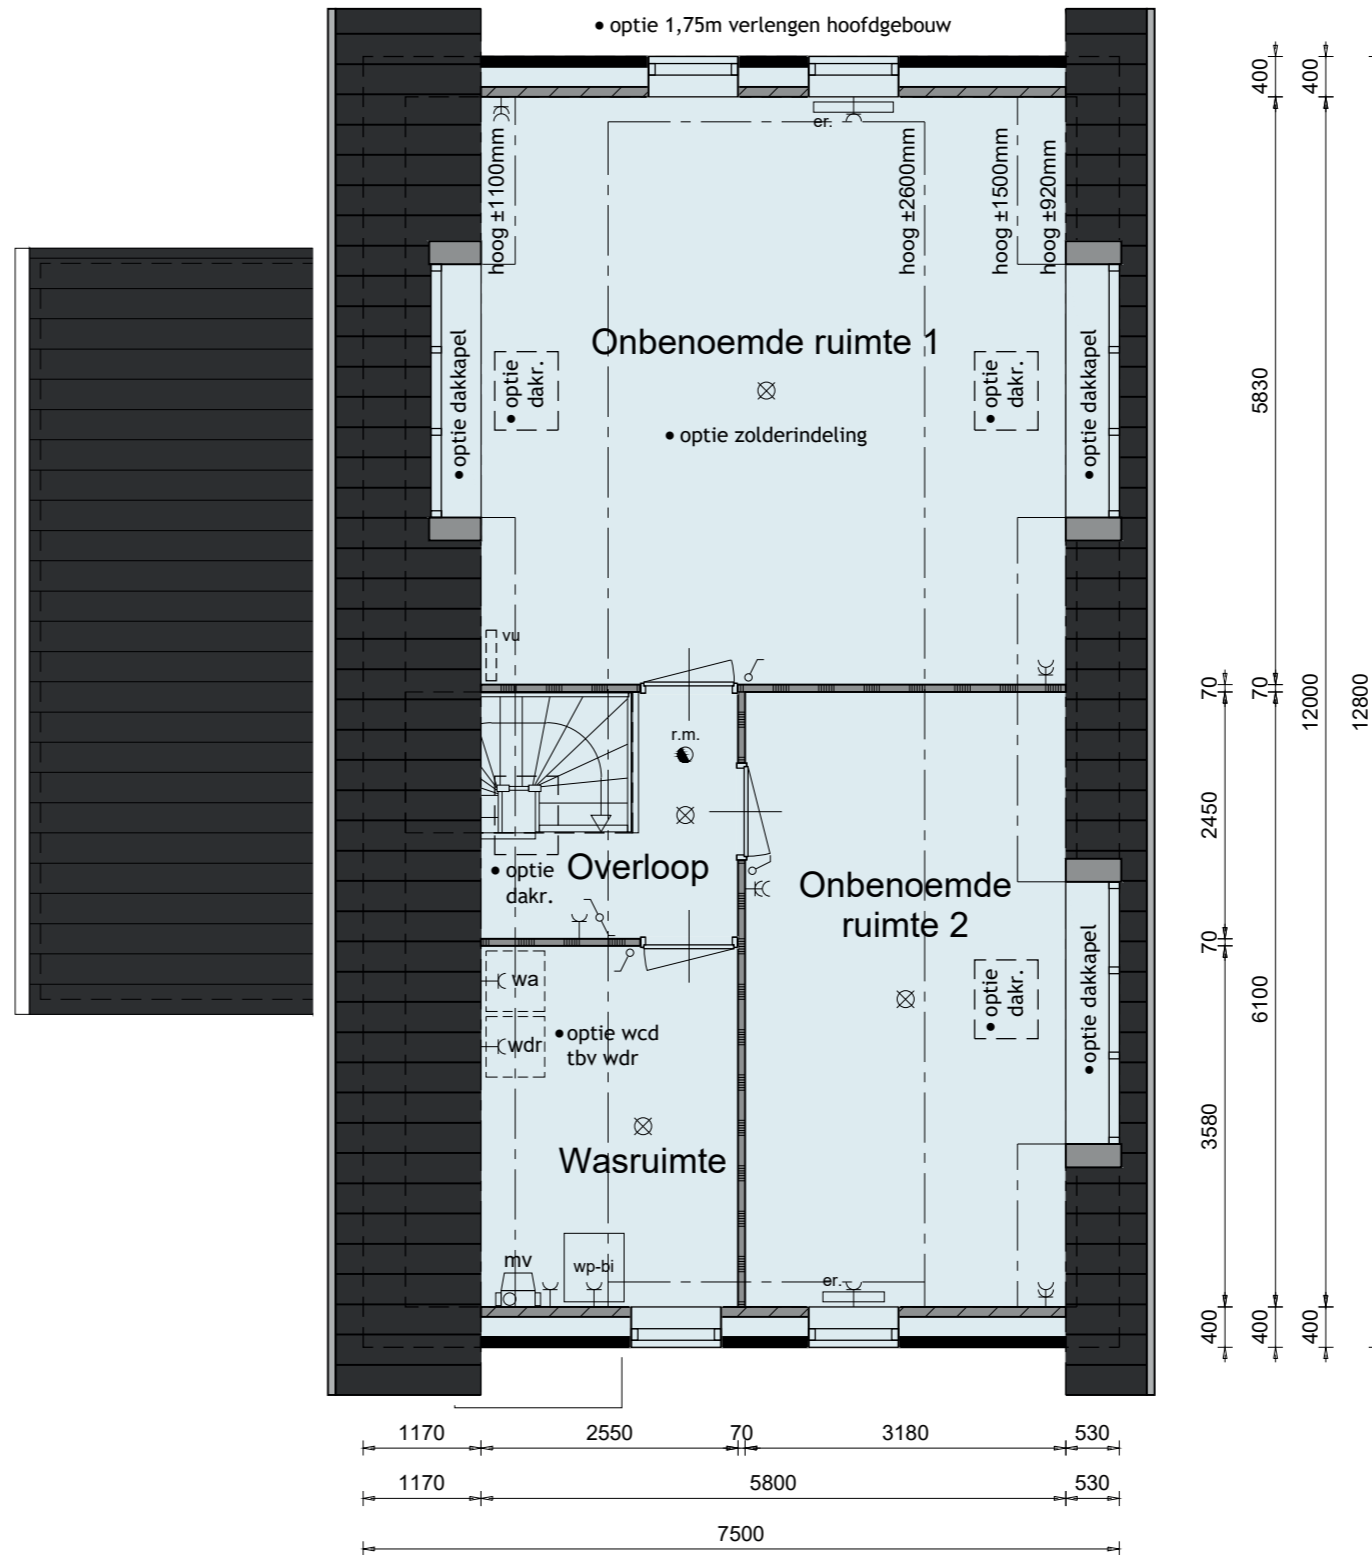 • optie 1,75m verlengen hoofdgebouw
400
400
er.
hoog ±1100mm
hoog ±2600mm
hoog ±1500mm
hoog ±920mm
Onbenoemde ruimte 1
• optie dakkapel
• optie
dakr.
• optie
dakr.
• optie dakkapel
• optie zolderindeling
5830
vu
70
70
12000
12800
r.m.
2450
• optie
dakr.
Overloop
Onbenoemde
ruimte 2
70
wa
wdr
• optie wcd
tbv wdr
• optie
dakr.
• optie dakkapel
6100
3580
Wasruimte
mv
wp-bi
er.
400
400
400
1170
2550
70
3180
530
1170
5800
530
7500